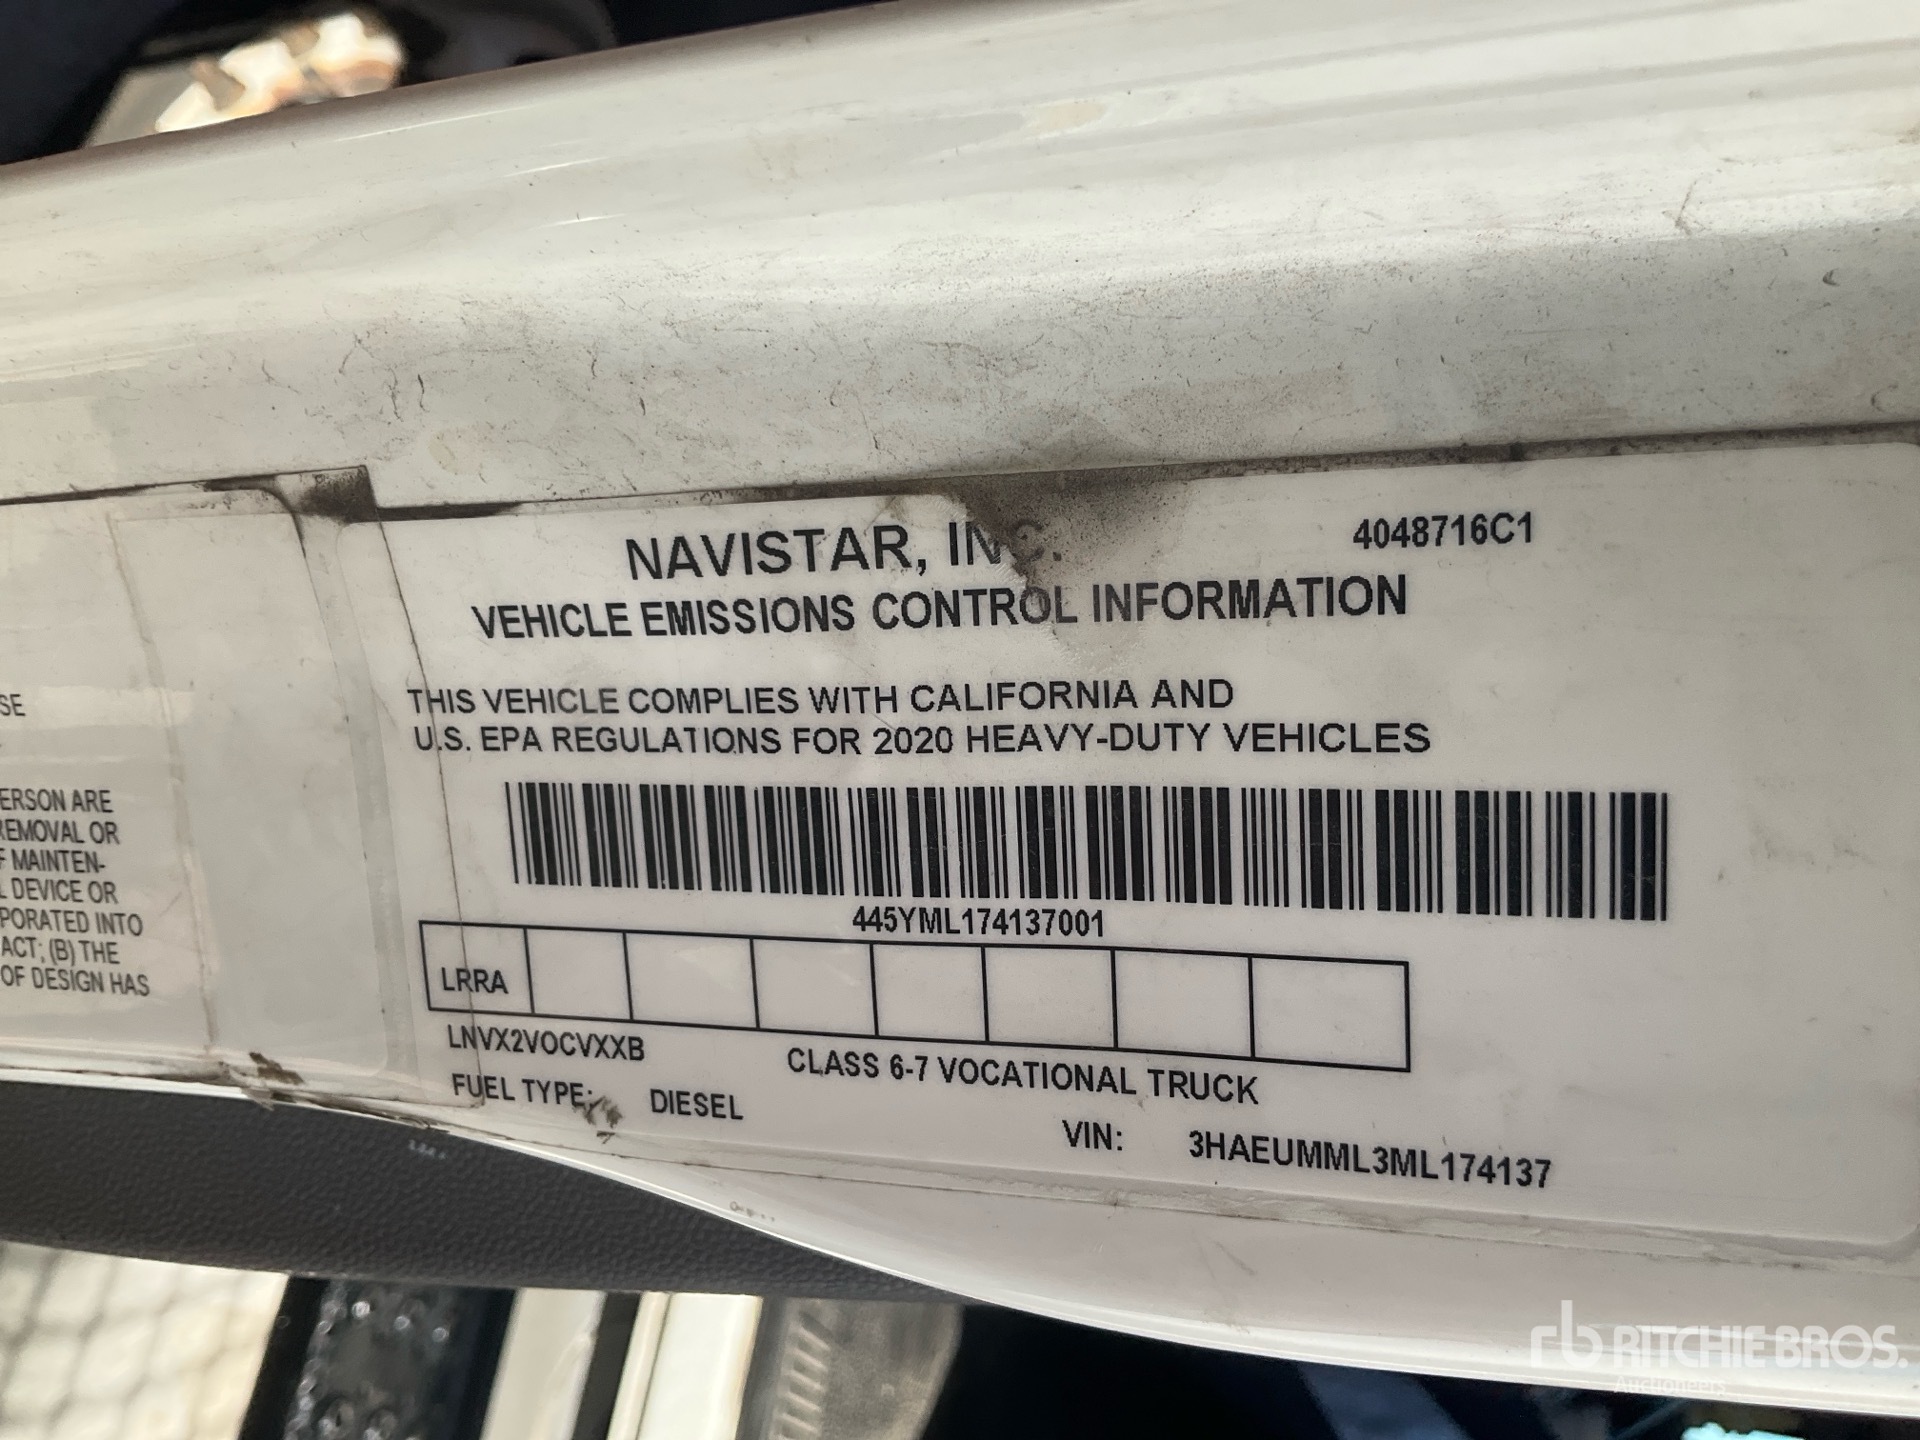 SE
ERSON ARE
REMOVAL OR
F MAINTEN-
L DEVICE OR
PORATED INTO
ACT; (B) THE
OF DESIGN HAS
NAVISTAR, INC.
4048716C1
VEHICLE EMISSIONS CONTROL INFORMATION
THIS VEHICLE COMPLIES WITH CALIFORNIA AND
U.S. EPA REGULATIONS FOR 2020 HEAVY-DUTY VEHICLES
445YML174137001
LRRA
LNVX2VOCVXXB
CLASS 6-7 VOCATIONAL TRUCK
FUEL TYPE: DIESEL
VIN: 3HAEUMML3ML174137
rb RITCHIE BROS.
Auctioneers